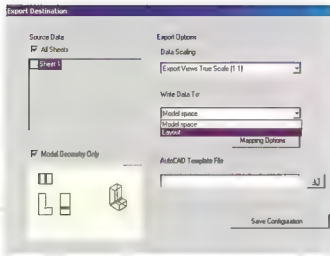 Export Destination
Source Data
All Sheets
Sheet 1
Export Options
Data Scaling
Export Views True Scale (1 1)
Write Data To:
Model space
Model space
Layout
Mapping Options
Model Geometry Only
AutoCAD Template File
Save Configuration